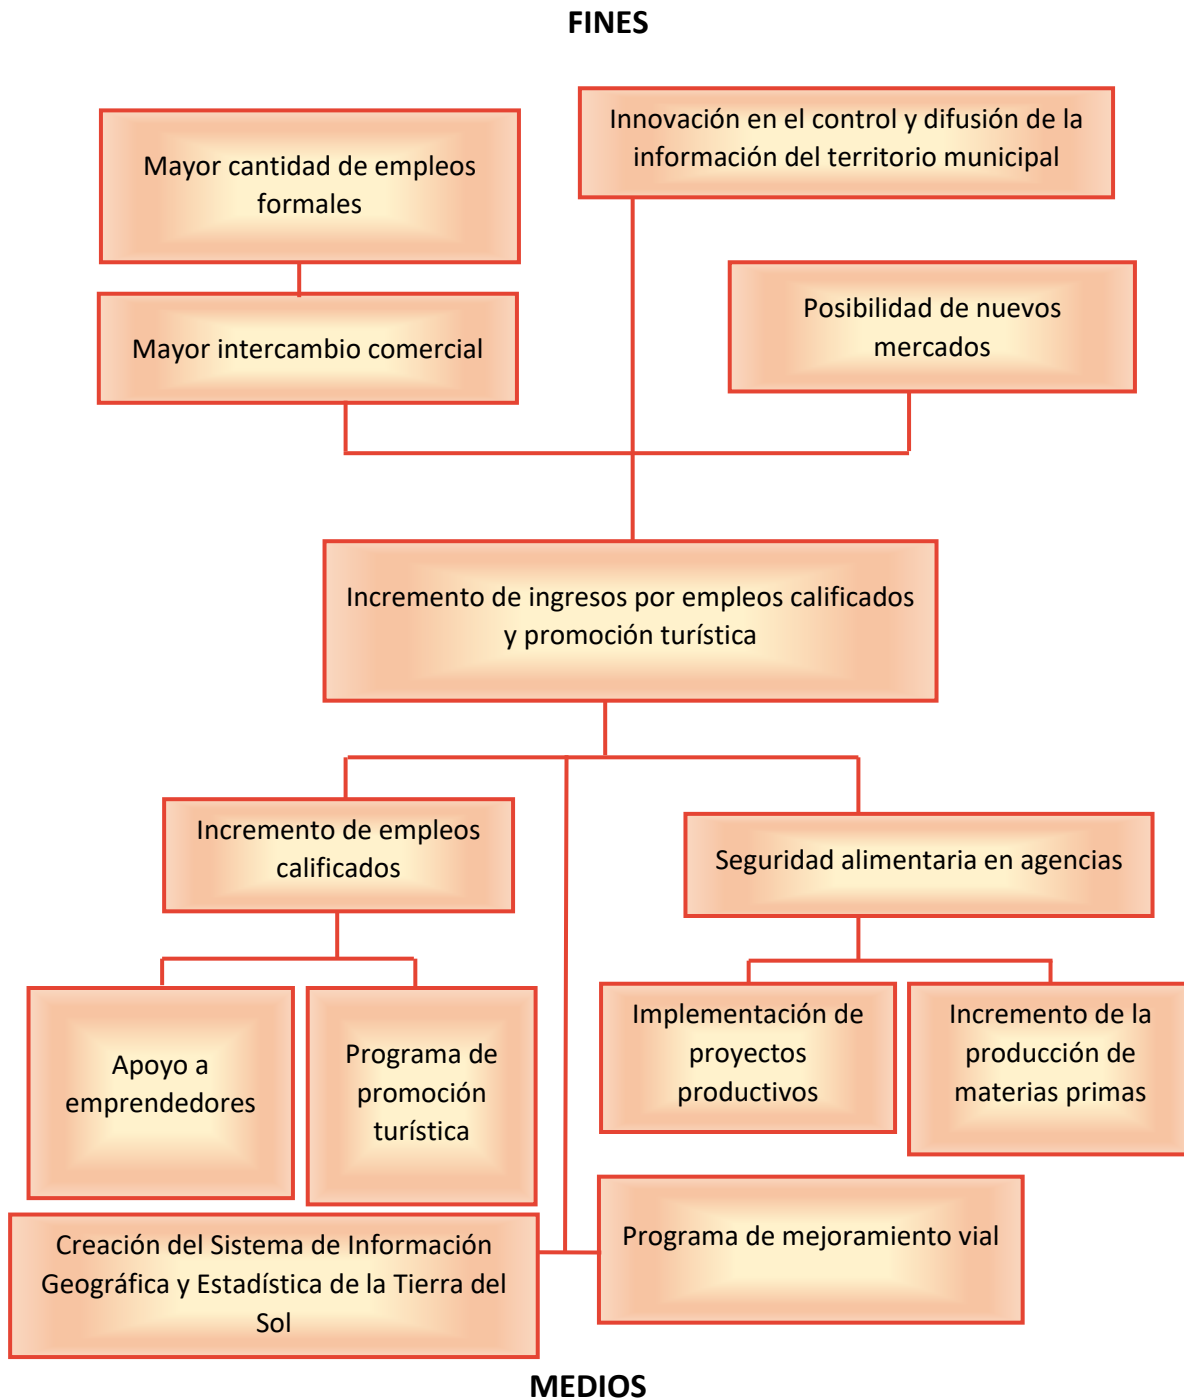 FINES
Innovación en el control y difusión de la
información del territorio municipal
Mayor cantidad de empleos
formales
Posibilidad de nuevos
mercados
Mayor intercambio comercial
Incremento de ingresos por empleos calificados
y promoción turística
Incremento de empleos
calificados
Seguridad alimentaria en agencias
Apoyo a
emprendedores
Programa de
promoción
turística
Implementación de
proyectos
productivos
Incremento de la
producción de
materias primas
Creación del Sistema de Información
Geográfica y Estadística de la Tierra del
Sol
Programa de mejoramiento vial
MEDIOS